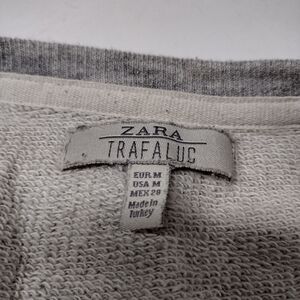 ZARA
TRAFALUC
EUR M
USA M
MEX 28
Made in
Turkey